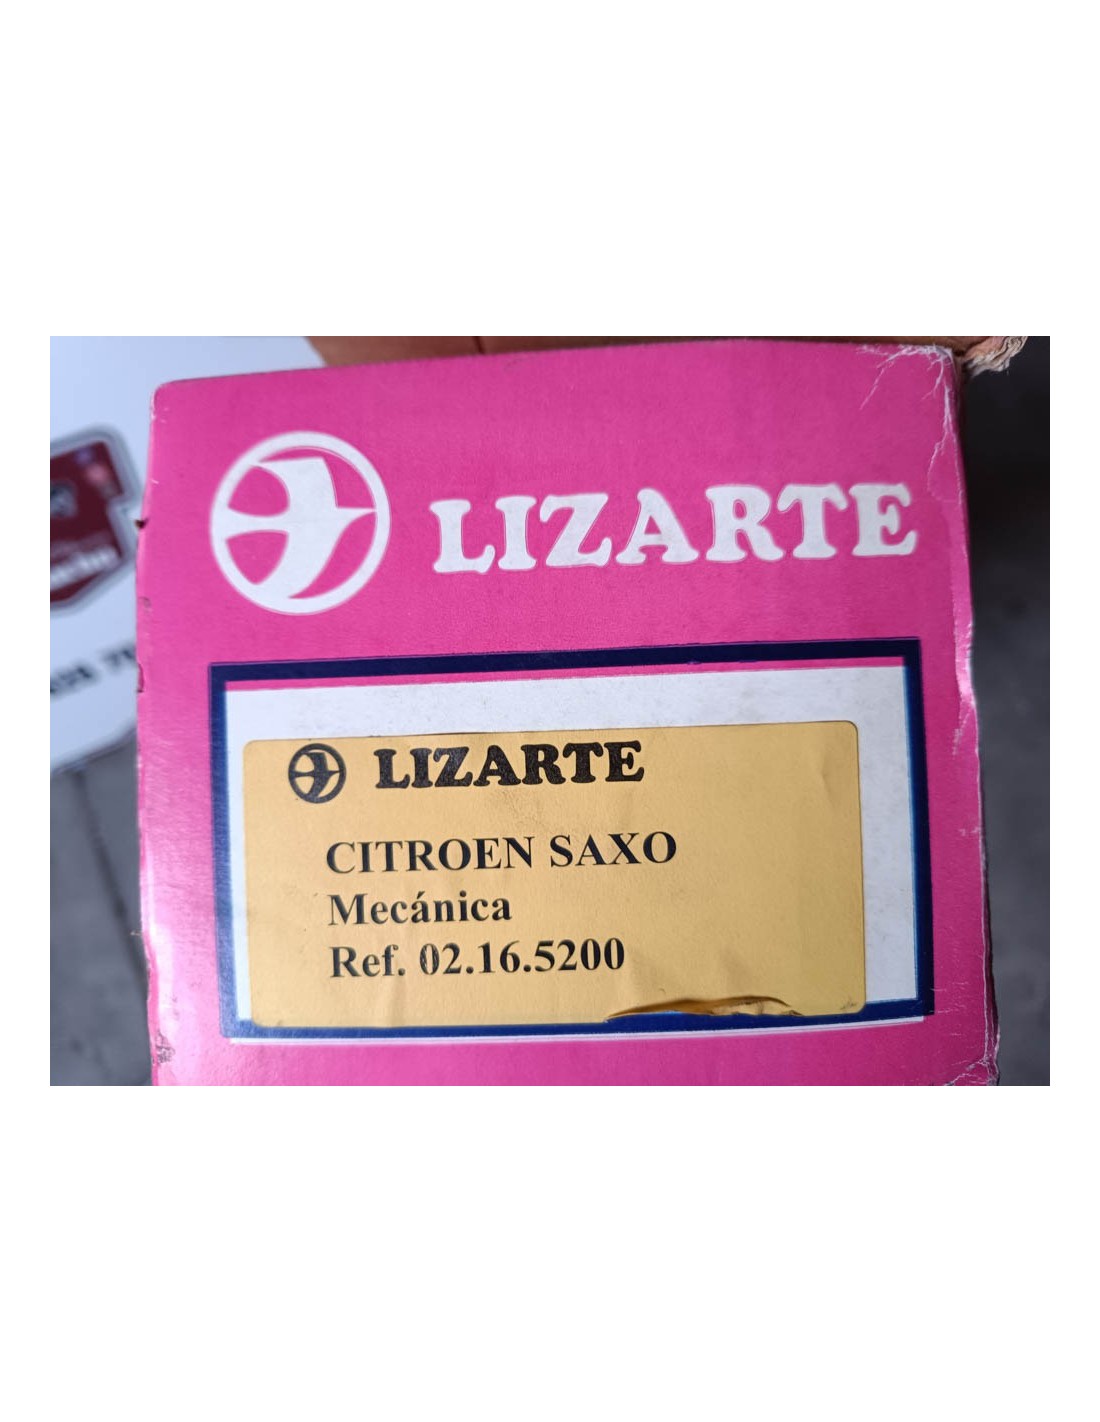 LIZARTE
LIZARTE
CITROEN SAXO
Mecánica
Ref. 02.16.5200